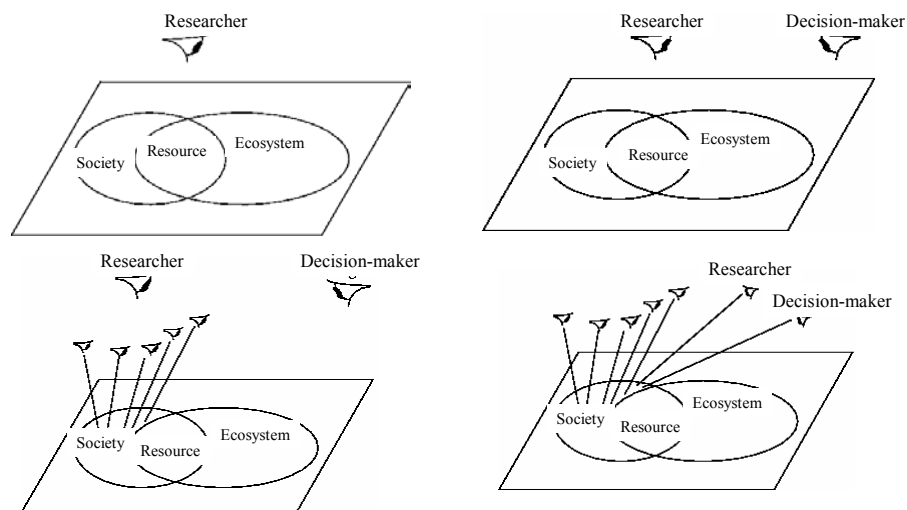 Researcher
Society
Resource
Ecosystem
Researcher
Decision-maker
Society
Resource
Ecosystem
Researcher
Decision-maker
Society
Resource
Ecosystem
Researcher
Decision-maker
Society
Resource
Ecosystem